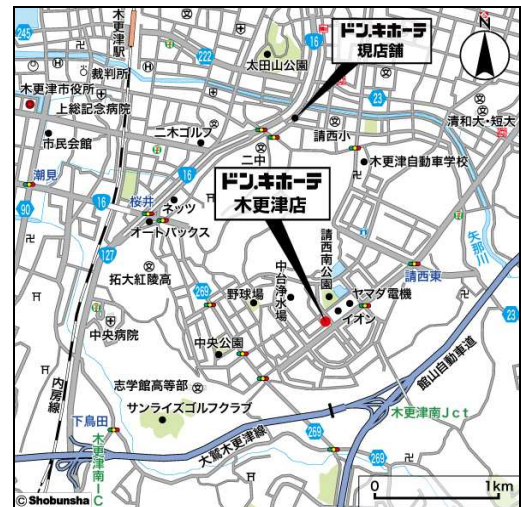 木更津駅
245
222
16
太田山公園
ドン.キホーテ
現店舗
N
裁判所
木更津市役所
上総記念病院
23
二木ゴルフ
請西小
清和大・短大
市民会館
二中
木更津自動車学校
潮見
16
ドン.キホーテ
木更津店
90
16
桜井
ネッツ
オートバックス
矢那川
127
請西南公園
請西東
拓大紅陵高
269
野球場
中台浄水場
ヤマダ電機
イオン
中央病院
中央公園
館山自動車道
内房線
志学館高等部
サンライズゴルフクラブ
木更津南Jct
下烏田
木更津南IC
大鷲木更津線
269
23
269
0 1km
© Shobunsha